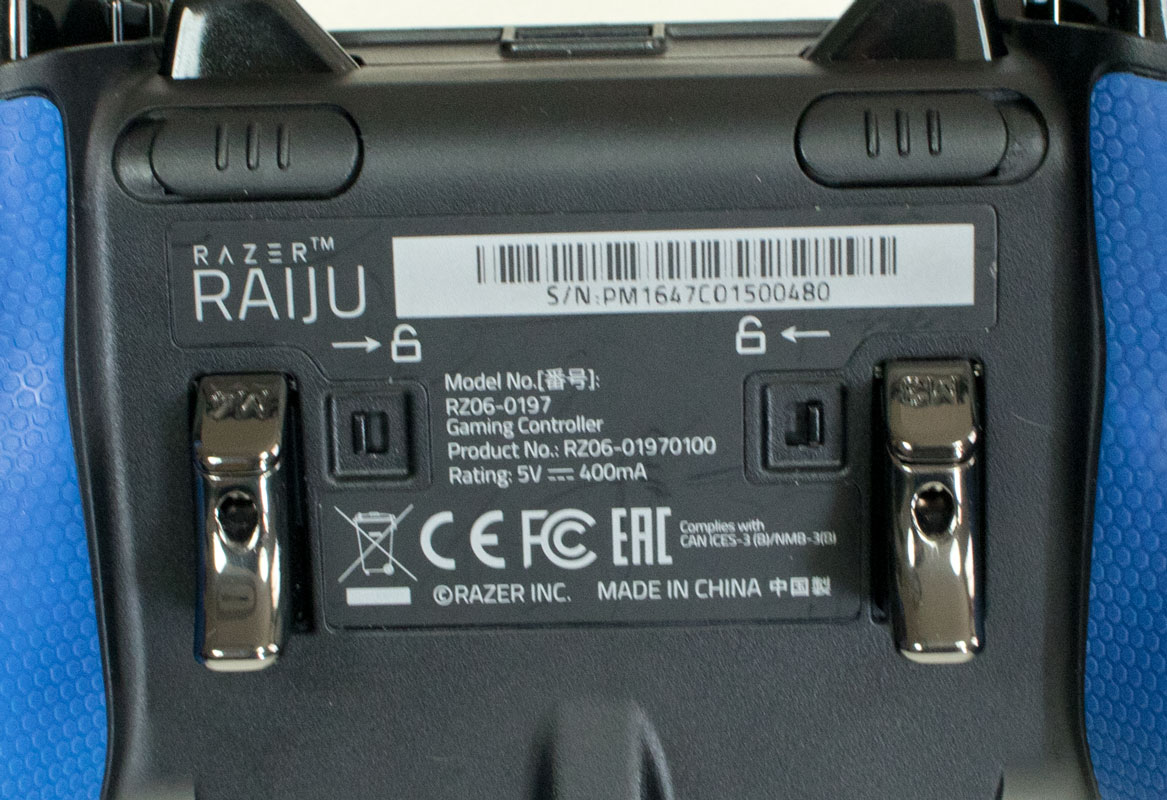 RAZER™
RAIJU
S/N:PM1647C01500480
Model No.[番号]:
RZ06-0197
Gaming Controller
Product No.: RZ06-01970100
Rating: 5V ⎓ 400mA
CE FC EAC
Complies with
CAN ICES-3 (B)/NMB-3(B)
©RAZER INC. MADE IN CHINA 中国製